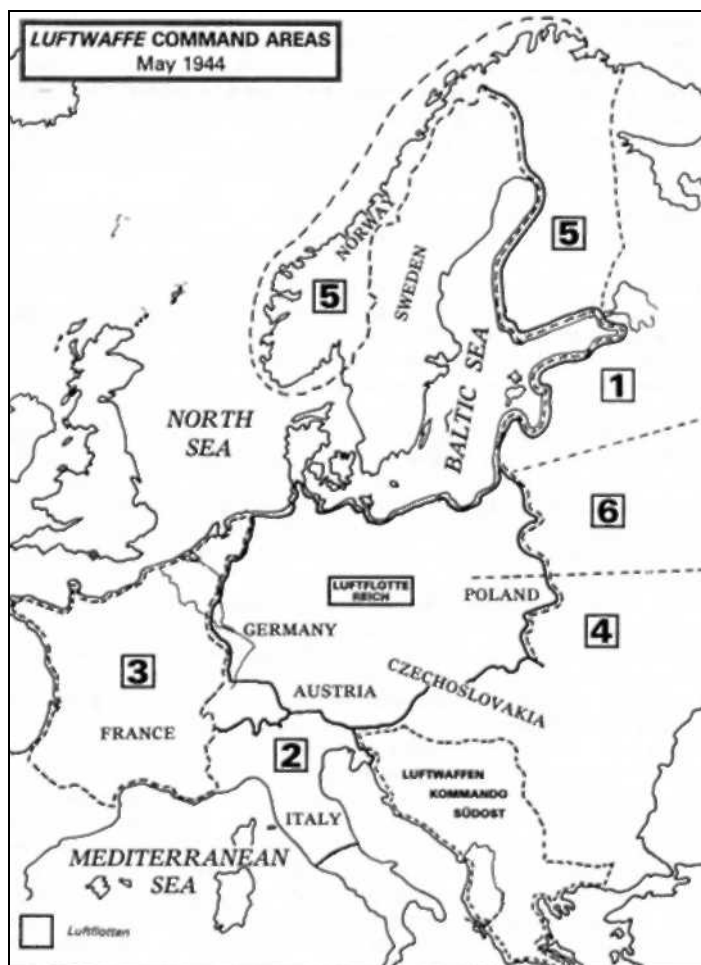 LUFTWAFFE COMMAND AREAS
May 1944
5
NORWAY
5
SWEDEN
1
NORTH
SEA
BALTIC SEA
6
LUFTFLOTTE
REICH
POLAND
GERMANY
4
3
CZECHOSLOVAKIA
AUSTRIA
FRANCE
2
LUFTWAFFEN
KOMMANDO
SÜDOST
ITALY
MEDITERRANEAN
SEA
Luftflotten